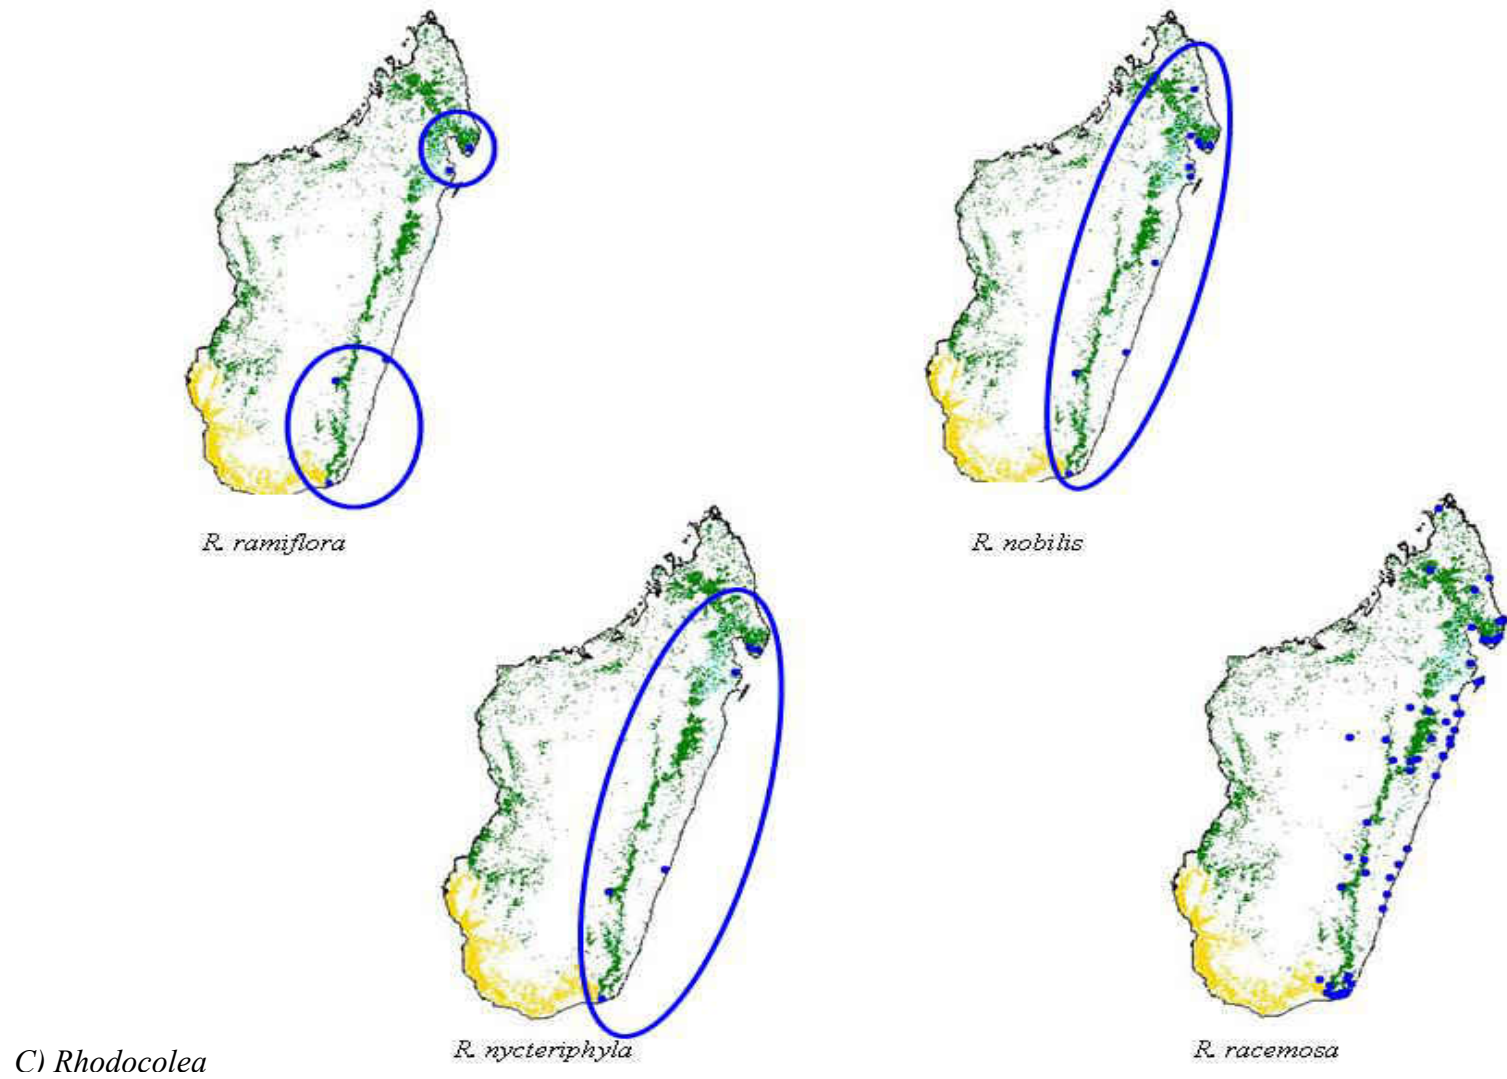 R. ramiflora
R. nobilis
R. nycteriphyla
R. racemosa
C) Rhodocolea